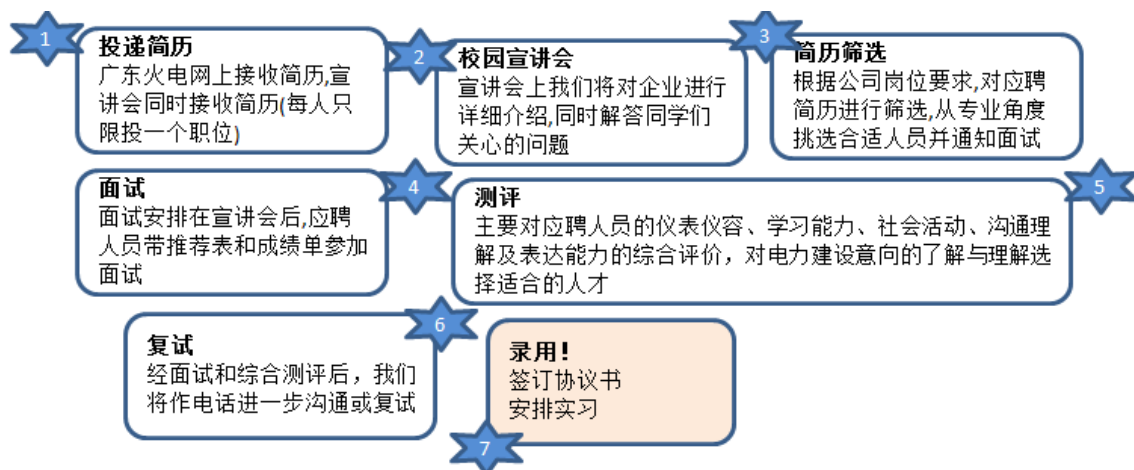 1
投递简历
广东火电网上接收简历,宣
讲会同时接收简历(每人只
限投一个职位)
2
校园宣讲会
宣讲会上我们将对企业进行
详细介绍,同时解答同学们
关心的问题
3
简历筛选
根据公司岗位要求,对应聘
简历进行筛选,从专业角度
挑选合适人员并通知面试
4
面试
面试安排在宣讲会后,应聘
人员带推荐表和成绩单参加
面试
5
测评
主要对应聘人员的仪表仪容、学习能力、社会活动、沟通理
解及表达能力的综合评价，对电力建设意向的了解与理解选
择适合的人才
6
复试
经面试和综合测评后，我们
将作电话进一步沟通或复试
7
录用!
签订协议书
安排实习